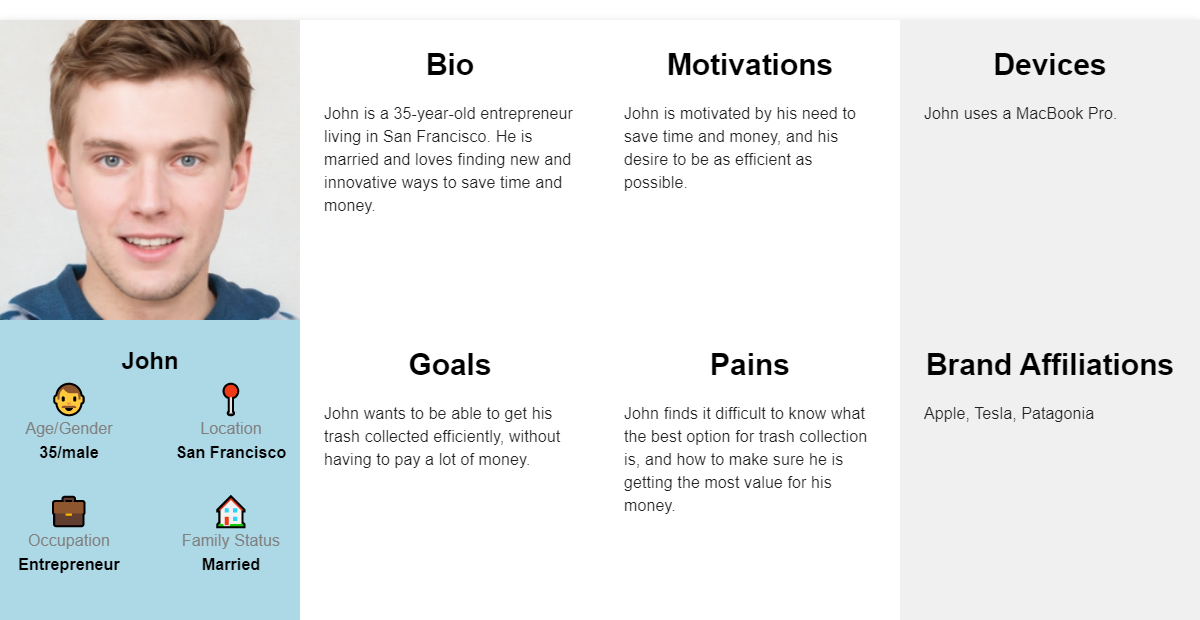 Bio
John is a 35-year-old entrepreneur
living in San Francisco. He is
married and loves finding new and
innovative ways to save time and
money.
Motivations
John is motivated by his need to
save time and money, and his
desire to be as efficient as
possible.
Devices
John uses a MacBook Pro.
John
Age/Gender
35/male
Location
San Francisco
Occupation
Entrepreneur
Family Status
Married
Goals
John wants to be able to get his
trash collected efficiently, without
having to pay a lot of money.
Pains
John finds it difficult to know what
the best option for trash collection
is, and how to make sure he is
getting the most value for his
money.
Brand Affiliations
Apple, Tesla, Patagonia